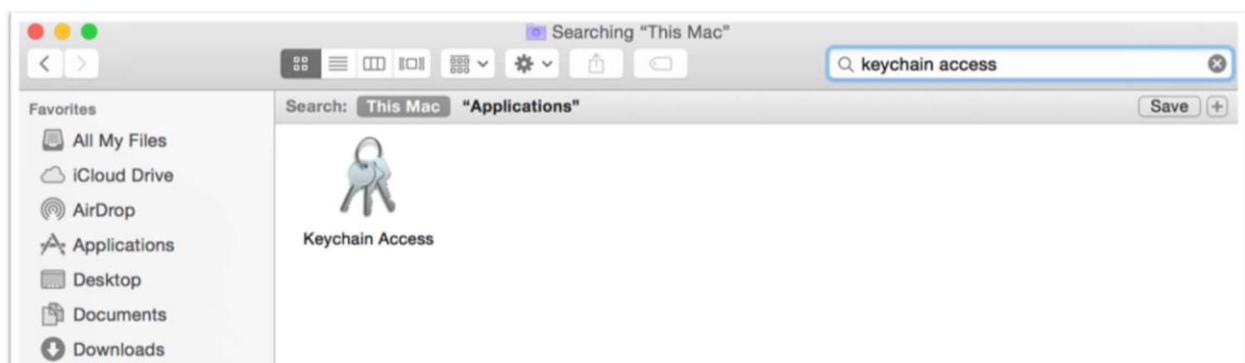 Searching "This Mac"
keychain access
Favorites
All My Files
iCloud Drive
AirDrop
Applications
Desktop
Documents
Downloads
Search: This Mac "Applications" Save +
Keychain Access